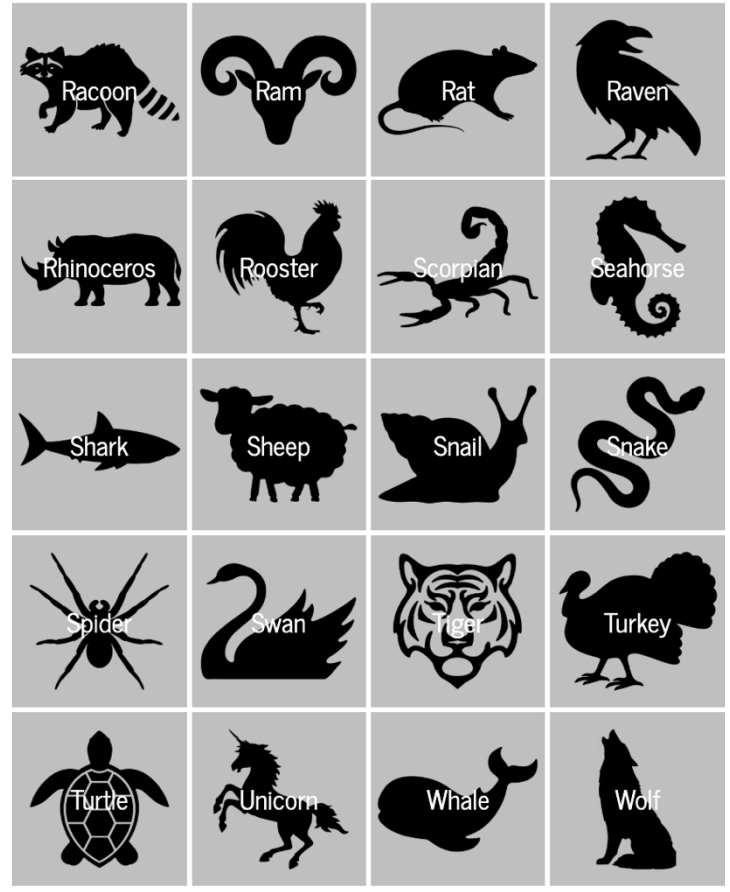 Racoon
Ram
Rat
Raven
Rhinoceros
Rooster
Scorpian
Seahorse
Shark
Sheep
Snail
Snake
Spider
Swan
Tiger
Turkey
Turtle
Unicorn
Whale
Wolf